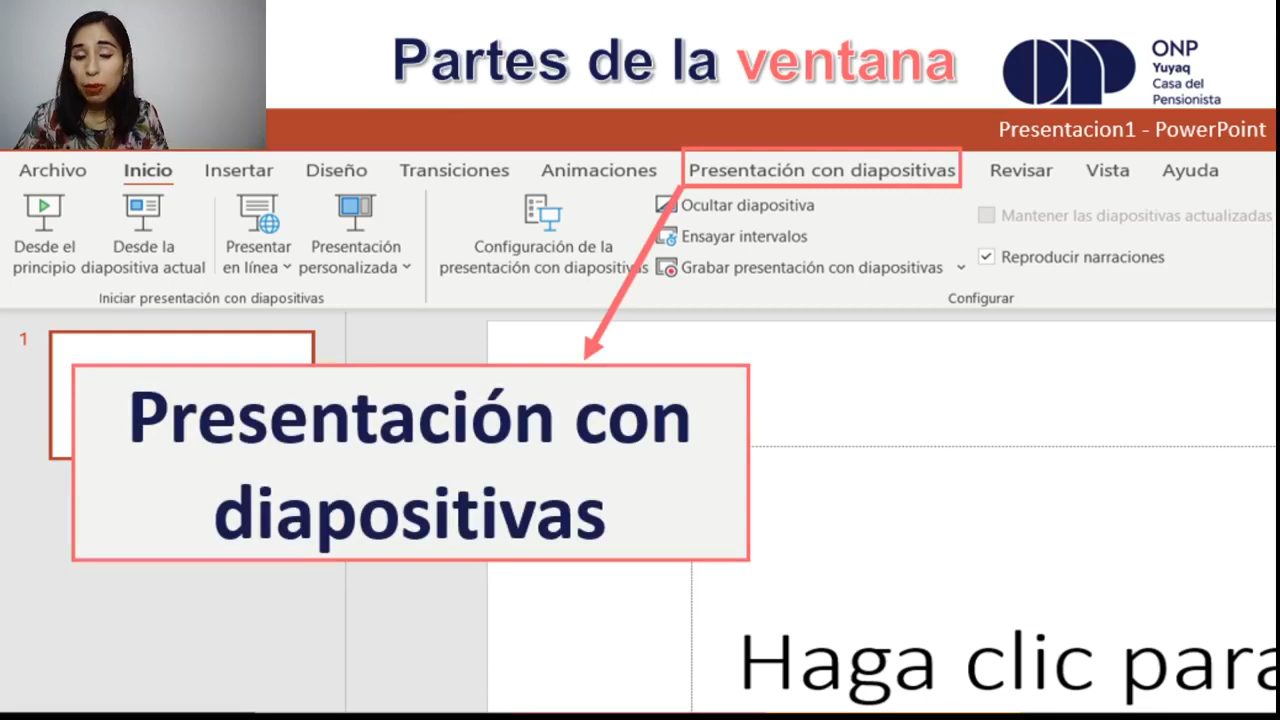 Partes de la ventana
ONP
Yuyaq
Casa del
Pensionista
Presentacion1 - PowerPoint
Archivo Inicio Insertar Diseño Transiciones Animaciones Presentación con diapositivas Revisar Vista Ayuda
Desde el
principio
Desde la
diapositiva actual
Presentar
en línea
Presentación
personalizada
Iniciar presentación con diapositivas
Configuración de la
presentación con diapositivas
Ocultar diapositiva
Ensayar intervalos
Grabar presentación con diapositivas
Mantener las diapositivas actualizadas
Reproducir narraciones
Configurar
1
Presentación con
diapositivas
Haga clic para